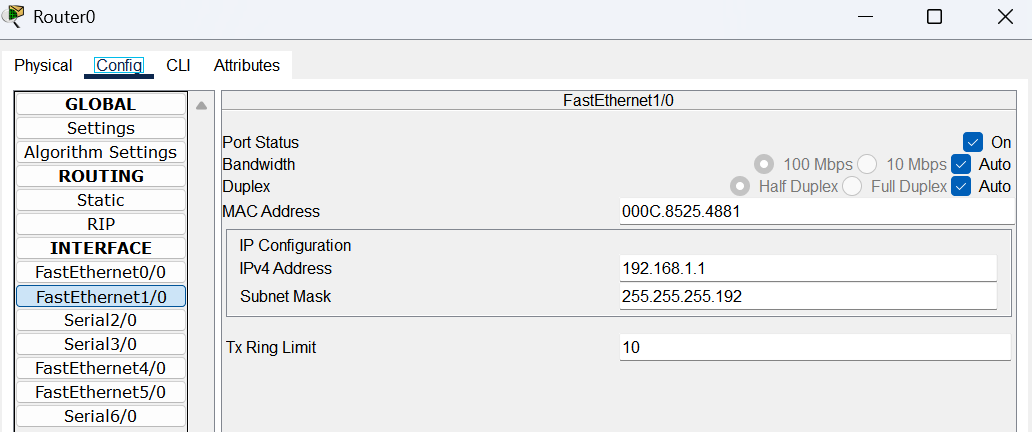 Router0
Physical Config CLI Attributes
GLOBAL
Settings
Algorithm Settings
ROUTING
Static
RIP
INTERFACE
FastEthernet0/0
FastEthernet1/0
Serial2/0
Serial3/0
FastEthernet4/0
FastEthernet5/0
Serial6/0
FastEthernet1/0
Port Status On
Bandwidth 100 Mbps 10 Mbps Auto
Duplex Half Duplex Full Duplex Auto
MAC Address 000C.8525.4881
IP Configuration
IPv4 Address 192.168.1.1
Subnet Mask 255.255.255.192
Tx Ring Limit 10